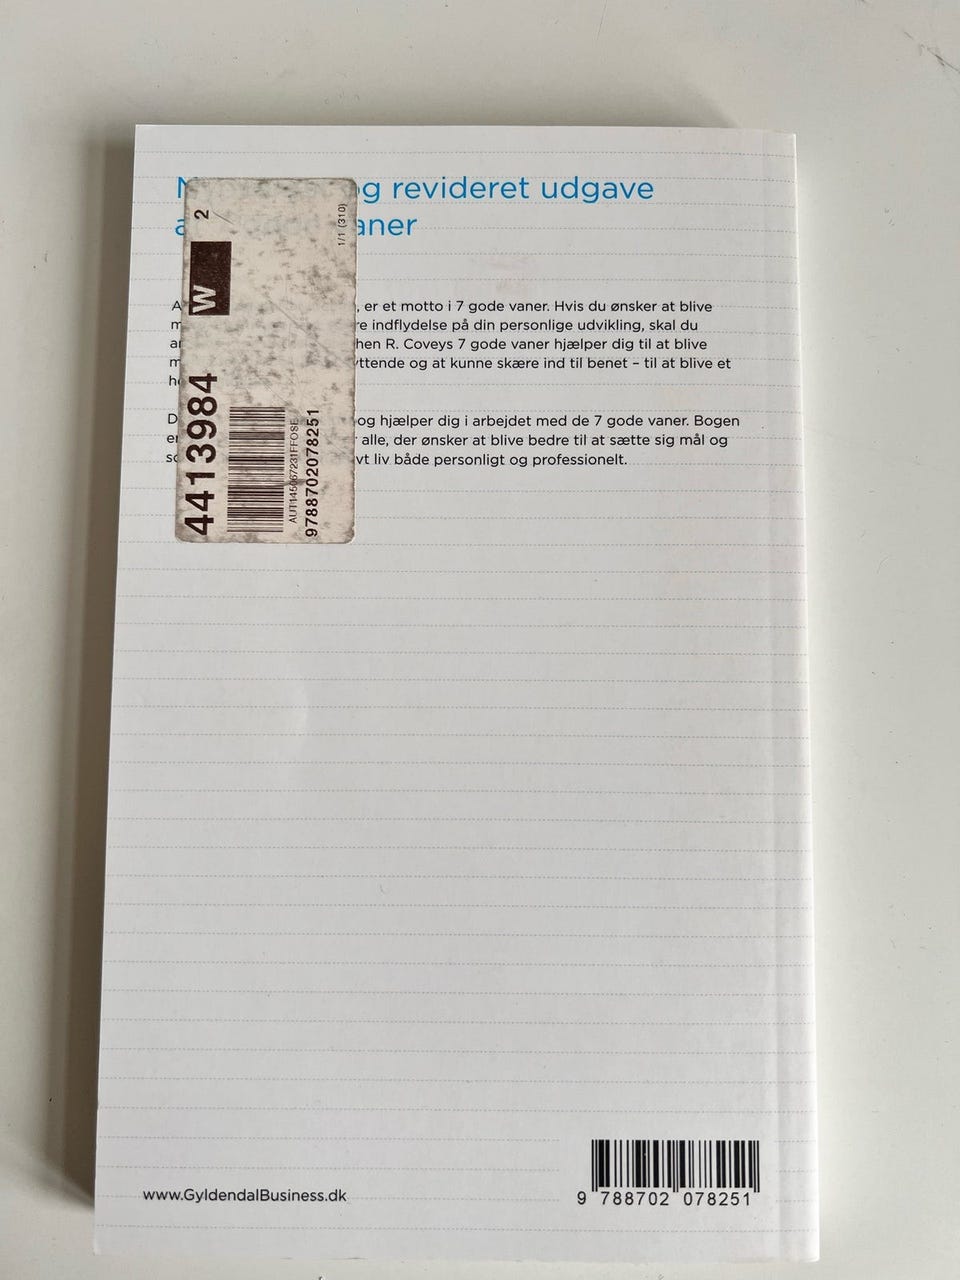 og revideret udgave
aner
A , er et motto i 7 gode vaner. Hvis du ønsker at blive
m re indflydelse på din personlige udvikling, skal du
hen R. Coveys 7 gode vaner hjælper dig til at blive
m yttende og at kunne skære ind til benet – til at blive et
D og hjælper dig i arbejdet med de 7 gode vaner. Bogen
alle, der ønsker at blive bedre til at sætte sig mål og
vt liv både personligt og professionelt.
W 2
1/1 (310)
4413984
AUT145067231FFOSE
9788702078251
www.GyldendalBusiness.dk
9 788702 078251